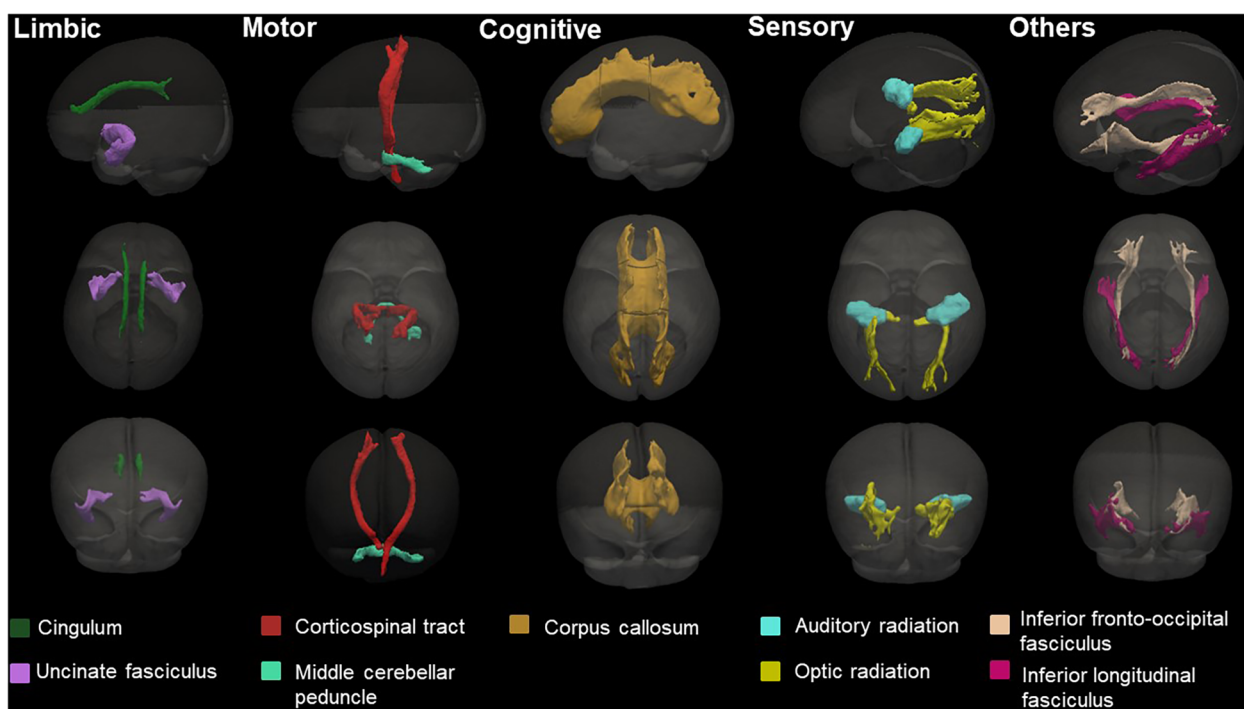 Limbic
Motor
Cognitive
Sensory
Others
Cingulum
Uncinate fasciculus
Corticospinal tract
Middle cerebellar
peduncle
Corpus callosum
Auditory radiation
Optic radiation
Inferior fronto-occipital
fasciculus
Inferior longitudinal
fasciculus